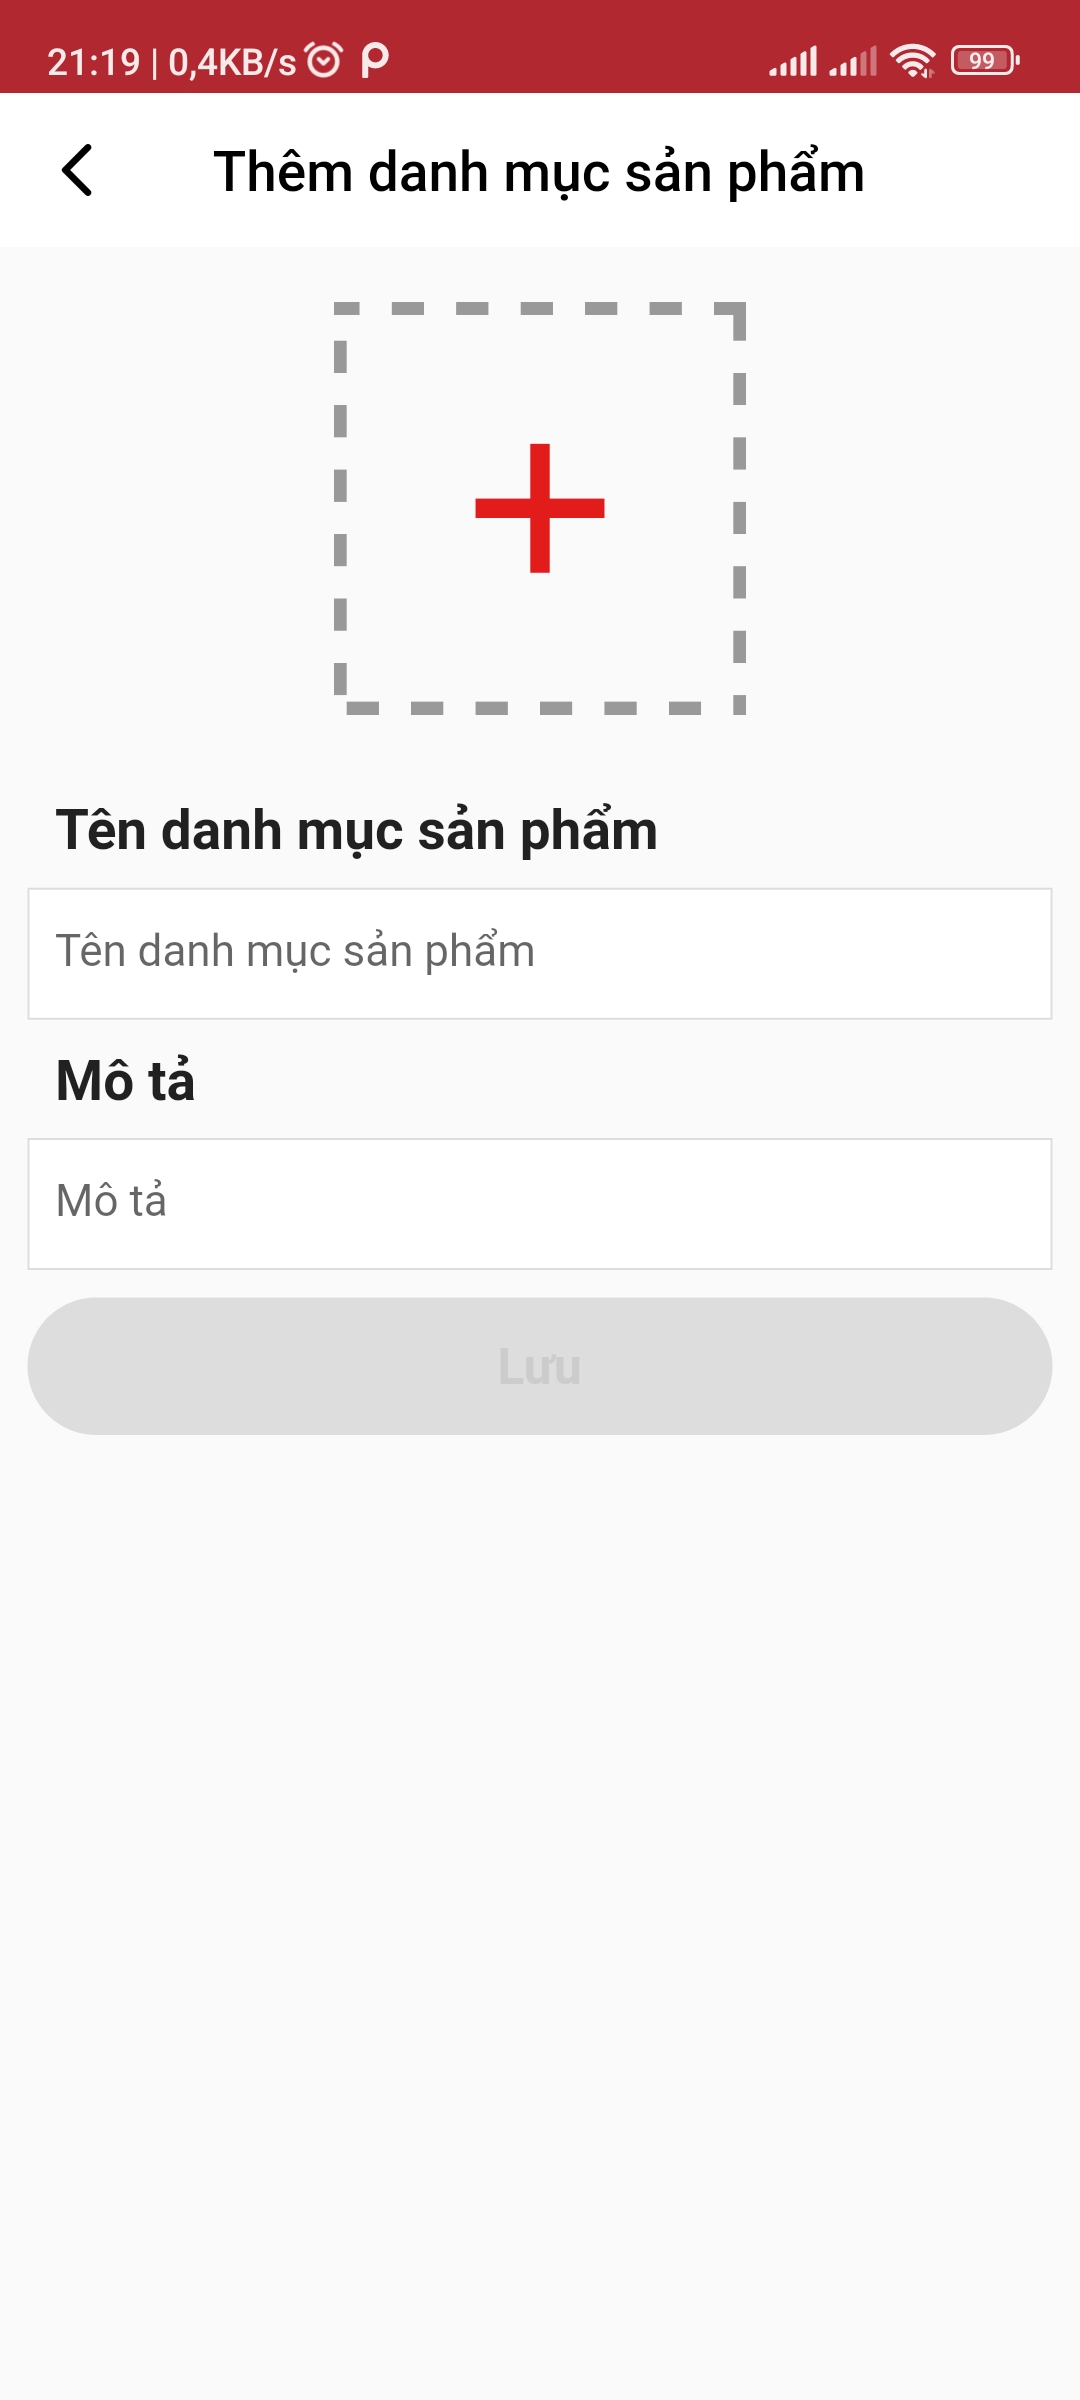 21:19 | 0,4KB/s
99
Thêm danh mục sản phẩm
Tên danh mục sản phẩm
Tên danh mục sản phẩm
Mô tả
Mô tả
Lưu